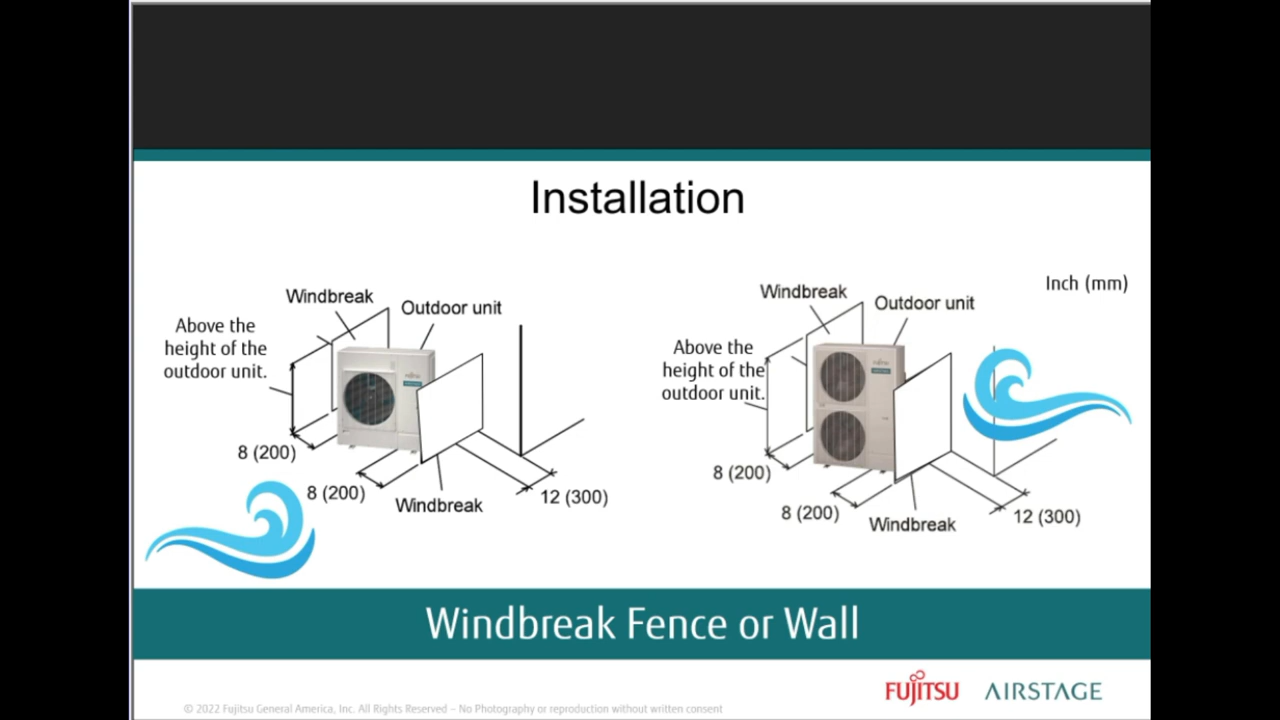 Installation
Inch (mm)
Windbreak
Outdoor unit
Above the
height of the
outdoor unit.
8 (200)
8 (200)
Windbreak
12 (300)
Windbreak
Outdoor unit
Above the
height of the
outdoor unit.
8 (200)
8 (200)
Windbreak
12 (300)
Windbreak Fence or Wall
FUJITSU AIRSTAGE
© 2022 Fujitsu General America, Inc. All Rights Reserved – No Photography or reproduction without written consent